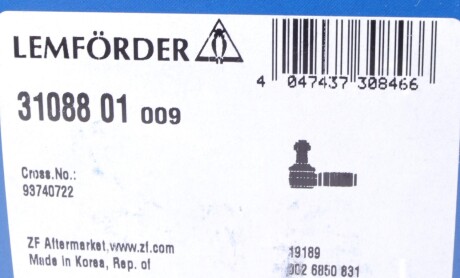 LEMFÖRDER
4 047437 308466
31088 01 009
Cross.No.:
93740722
ZF Aftermarket,www.zf.com
Made in Korea, Rep. of
19189
002 6850 831